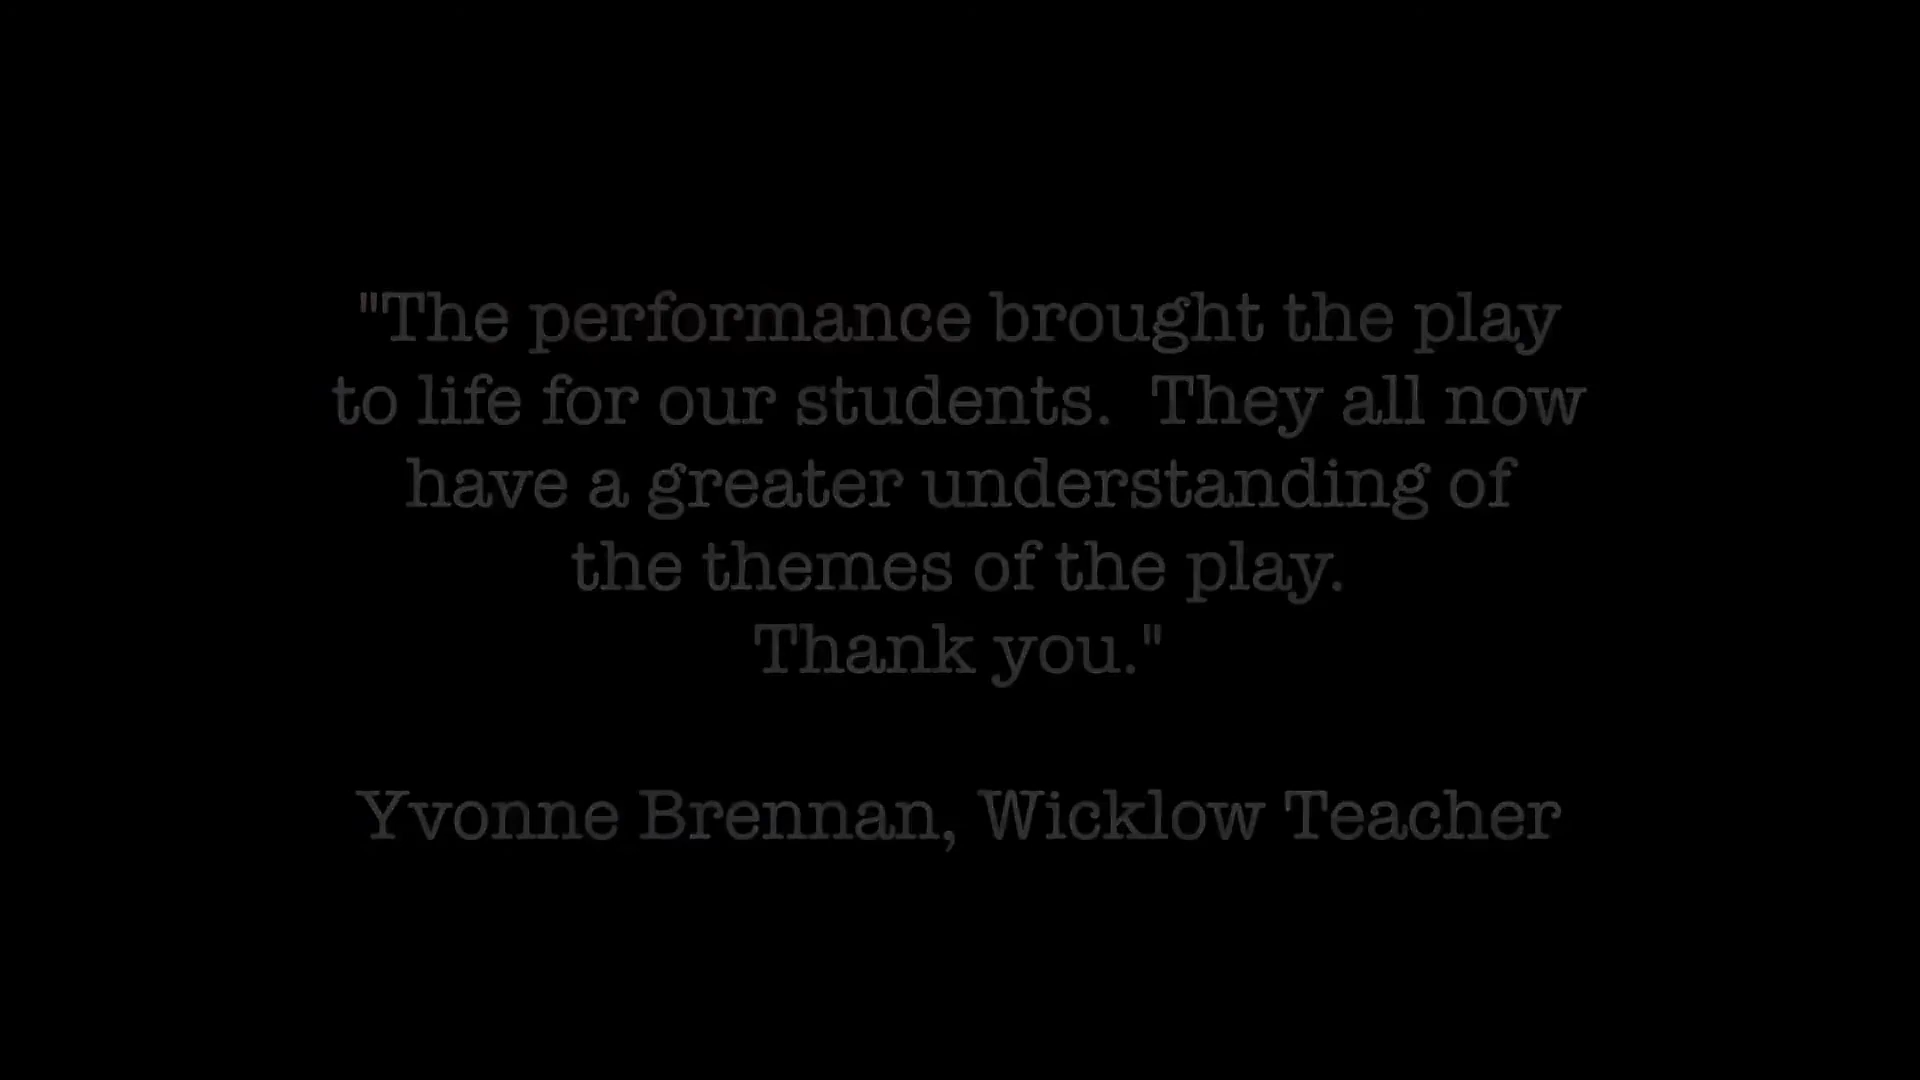 "The performance brought the play
to life for our students.  They all now
have a greater understanding of
the themes of the play.
Thank you."
Yvonne Brennan, Wicklow Teacher